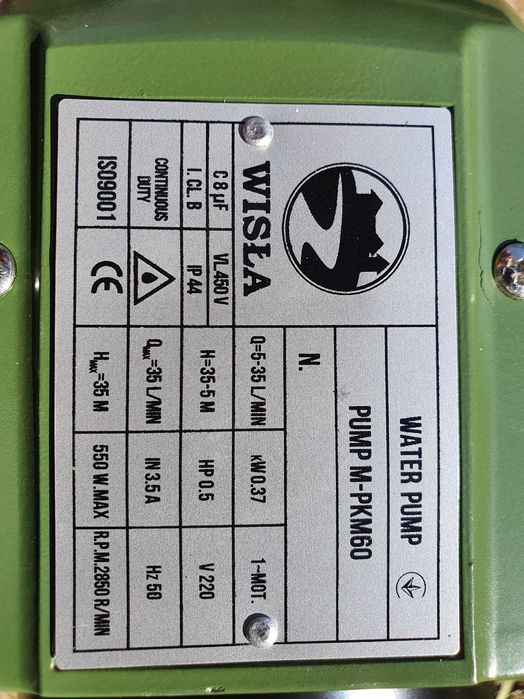 WISŁA
WATER PUMP
PUMP M-PKM60
N.
C 8 µF VL 450 V Q=5-35 L/MIN kW 0.37 1~MOT.
I. CL. B IP 44 H=35-5 M HP 0.5 V 220
CONTINUOUS DUTY QMAX=35 L/MIN IN 3.5 A Hz 50
ISO9001 CE HMAX=35 M 550 W.MAX R.P.M.2850 R/MIN